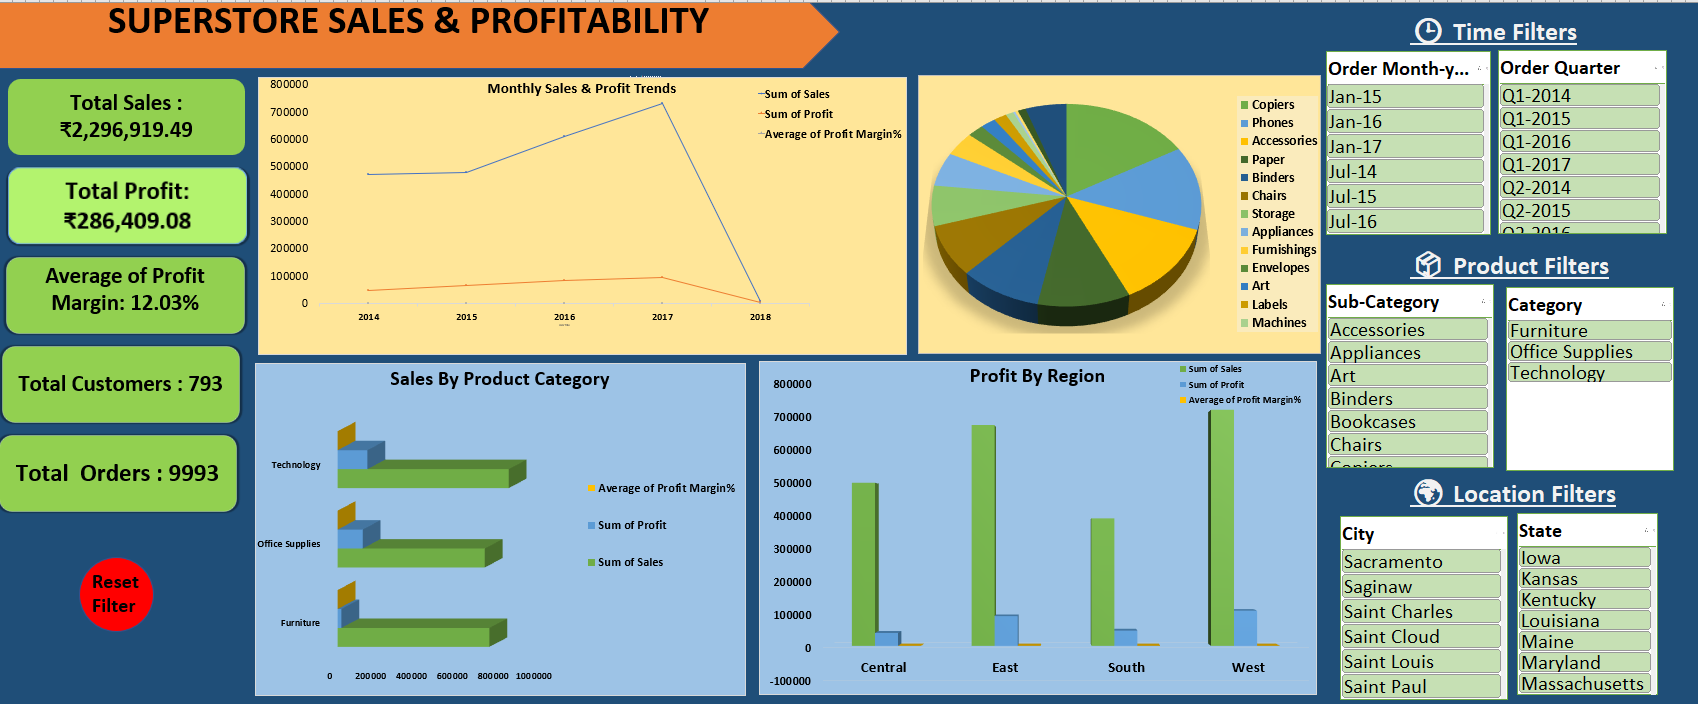 SUPERSTORE SALES & PROFITABILITY
Total Sales :
₹2,296,919.49
Total Profit:
₹286,409.08
Average of Profit
Margin: 12.03%
Total Customers : 793
Total Orders : 9993
Reset
Filter
Monthly Sales & Profit Trends
800000
700000
600000
500000
400000
300000
200000
100000
0
2014
2015
2016
2017
2018
Sum of Sales
Sum of Profit
Average of Profit Margin%
Copiers
Phones
Accessories
Paper
Binders
Chairs
Storage
Appliances
Furnishings
Envelopes
Art
Labels
Machines
Sales By Product Category
Technology
Office Supplies
Furniture
0
200000
400000
600000
800000
1000000
Average of Profit Margin%
Sum of Profit
Sum of Sales
Profit By Region
Sum of Sales
Sum of Profit
Average of Profit Margin%
800000
700000
600000
500000
400000
300000
200000
100000
0
-100000
Central
East
South
West
Time Filters
Order Month-y...
Jan-15
Jan-16
Jan-17
Jul-14
Jul-15
Jul-16
Order Quarter
Q1-2014
Q1-2015
Q1-2016
Q1-2017
Q2-2014
Q2-2015
Q2-2016
Product Filters
Sub-Category
Accessories
Appliances
Art
Binders
Bookcases
Chairs
Copiers
Category
Furniture
Office Supplies
Technology
Location Filters
City
Sacramento
Saginaw
Saint Charles
Saint Cloud
Saint Louis
Saint Paul
State
Iowa
Kansas
Kentucky
Louisiana
Maine
Maryland
Massachusetts